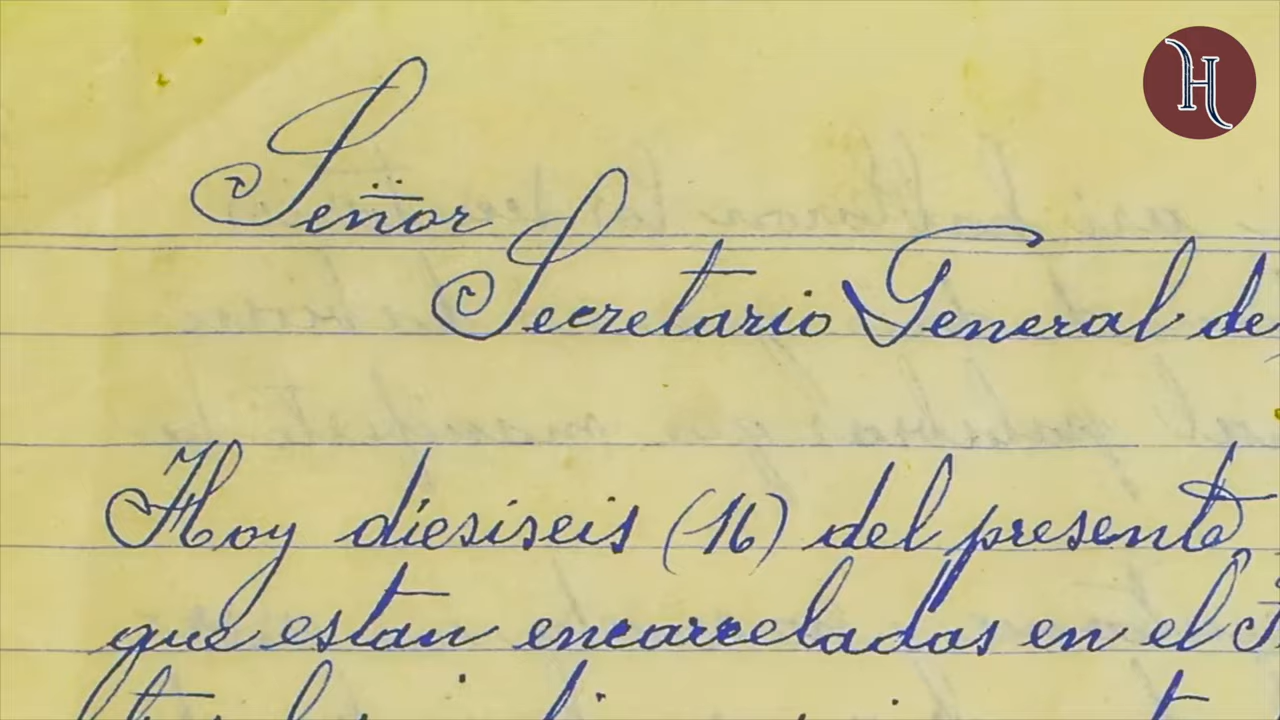 H
Señor
Secretario General de
Hoy diesiseis (16) del presente
que estan encarceladas en el